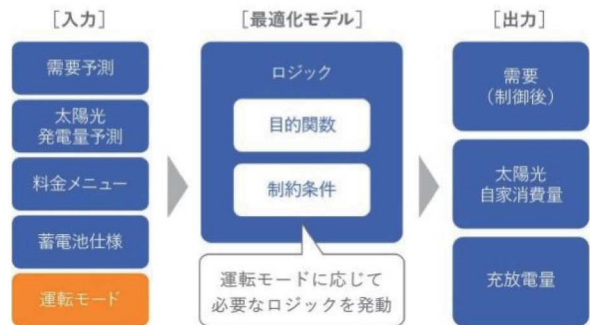 ［入力］
需要予測
太陽光
発電量予測
料金メニュー
蓄電池仕様
運転モード
［最適化モデル］
ロジック
目的関数
制約条件
運転モードに応じて
必要なロジックを発動
［出力］
需要
（制御後）
太陽光
自家消費量
充放電量